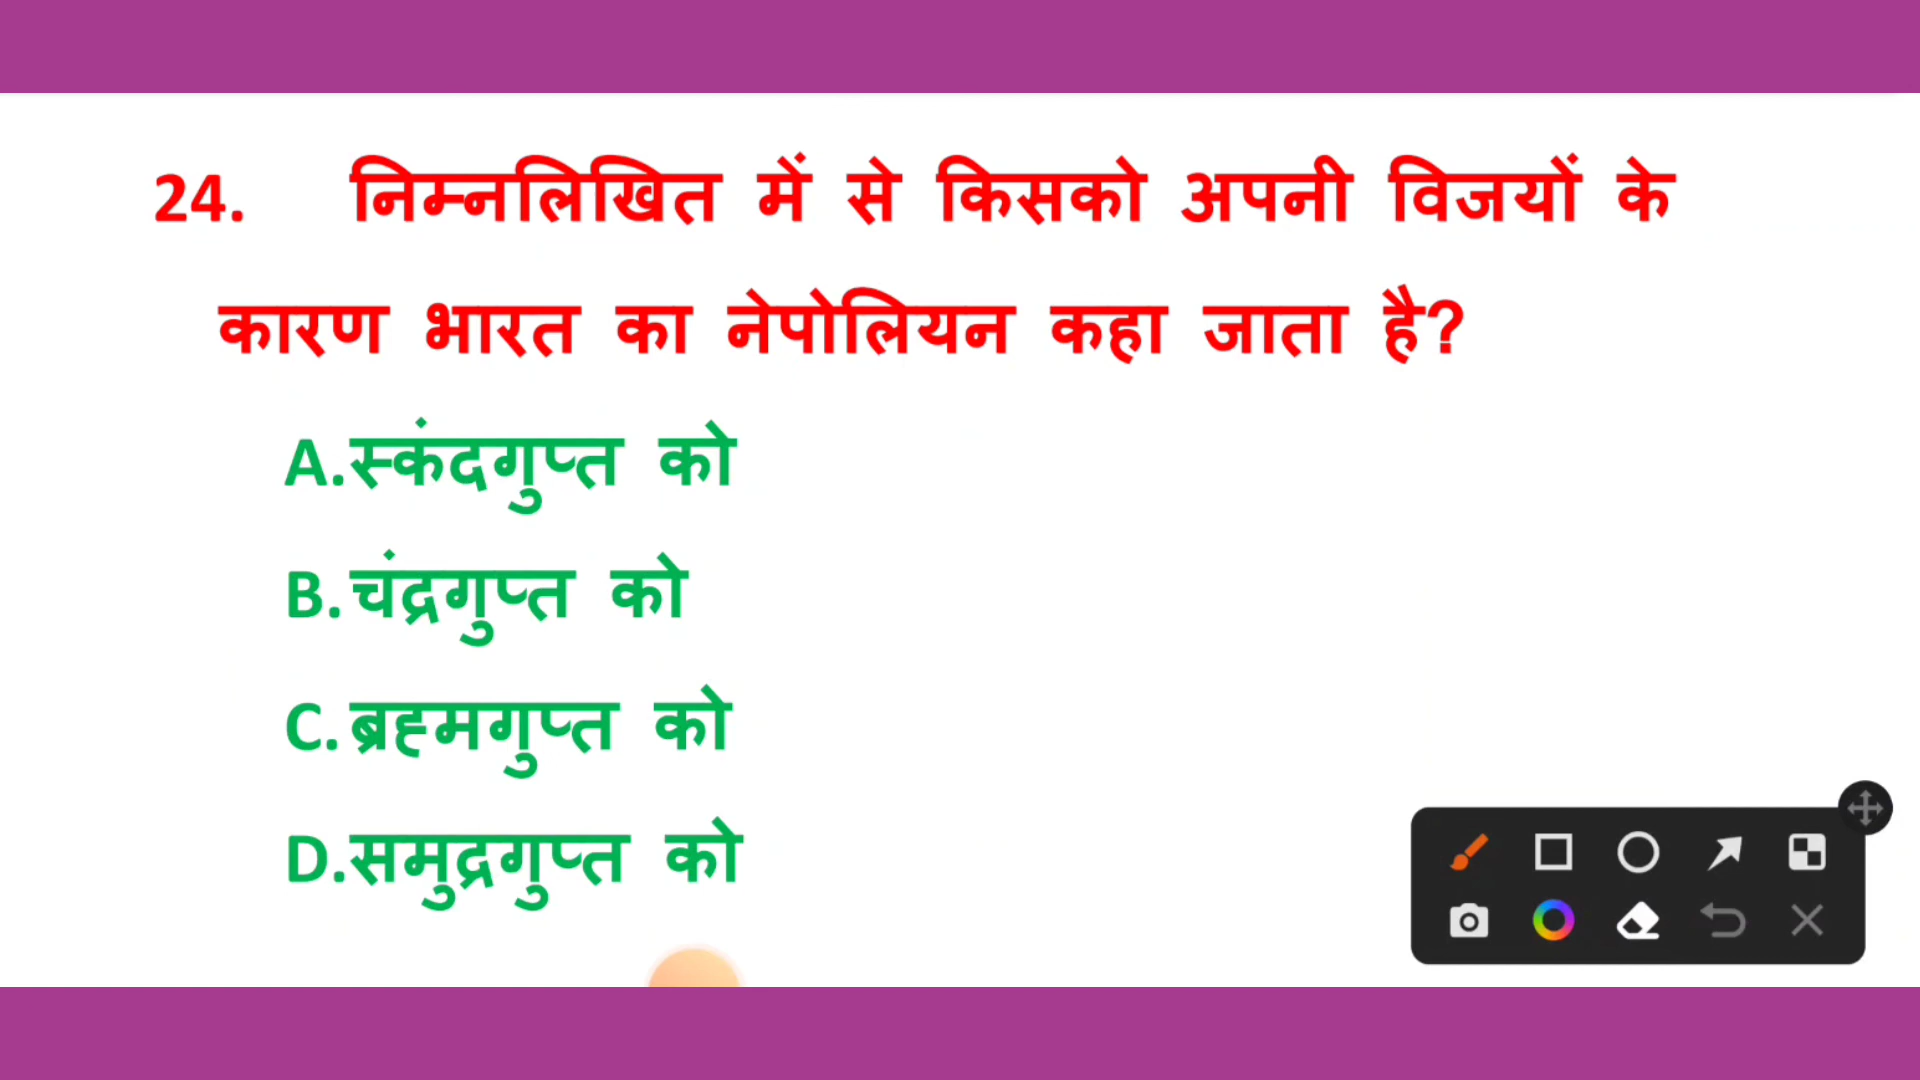 24. निम्नलिखित में से किसको अपनी विजयों के
कारण भारत का नेपोलियन कहा जाता है?
A.स्कंदगुप्त को
B.चंद्रगुप्त को
C.ब्रह्मगुप्त को
D.समुद्रगुप्त को